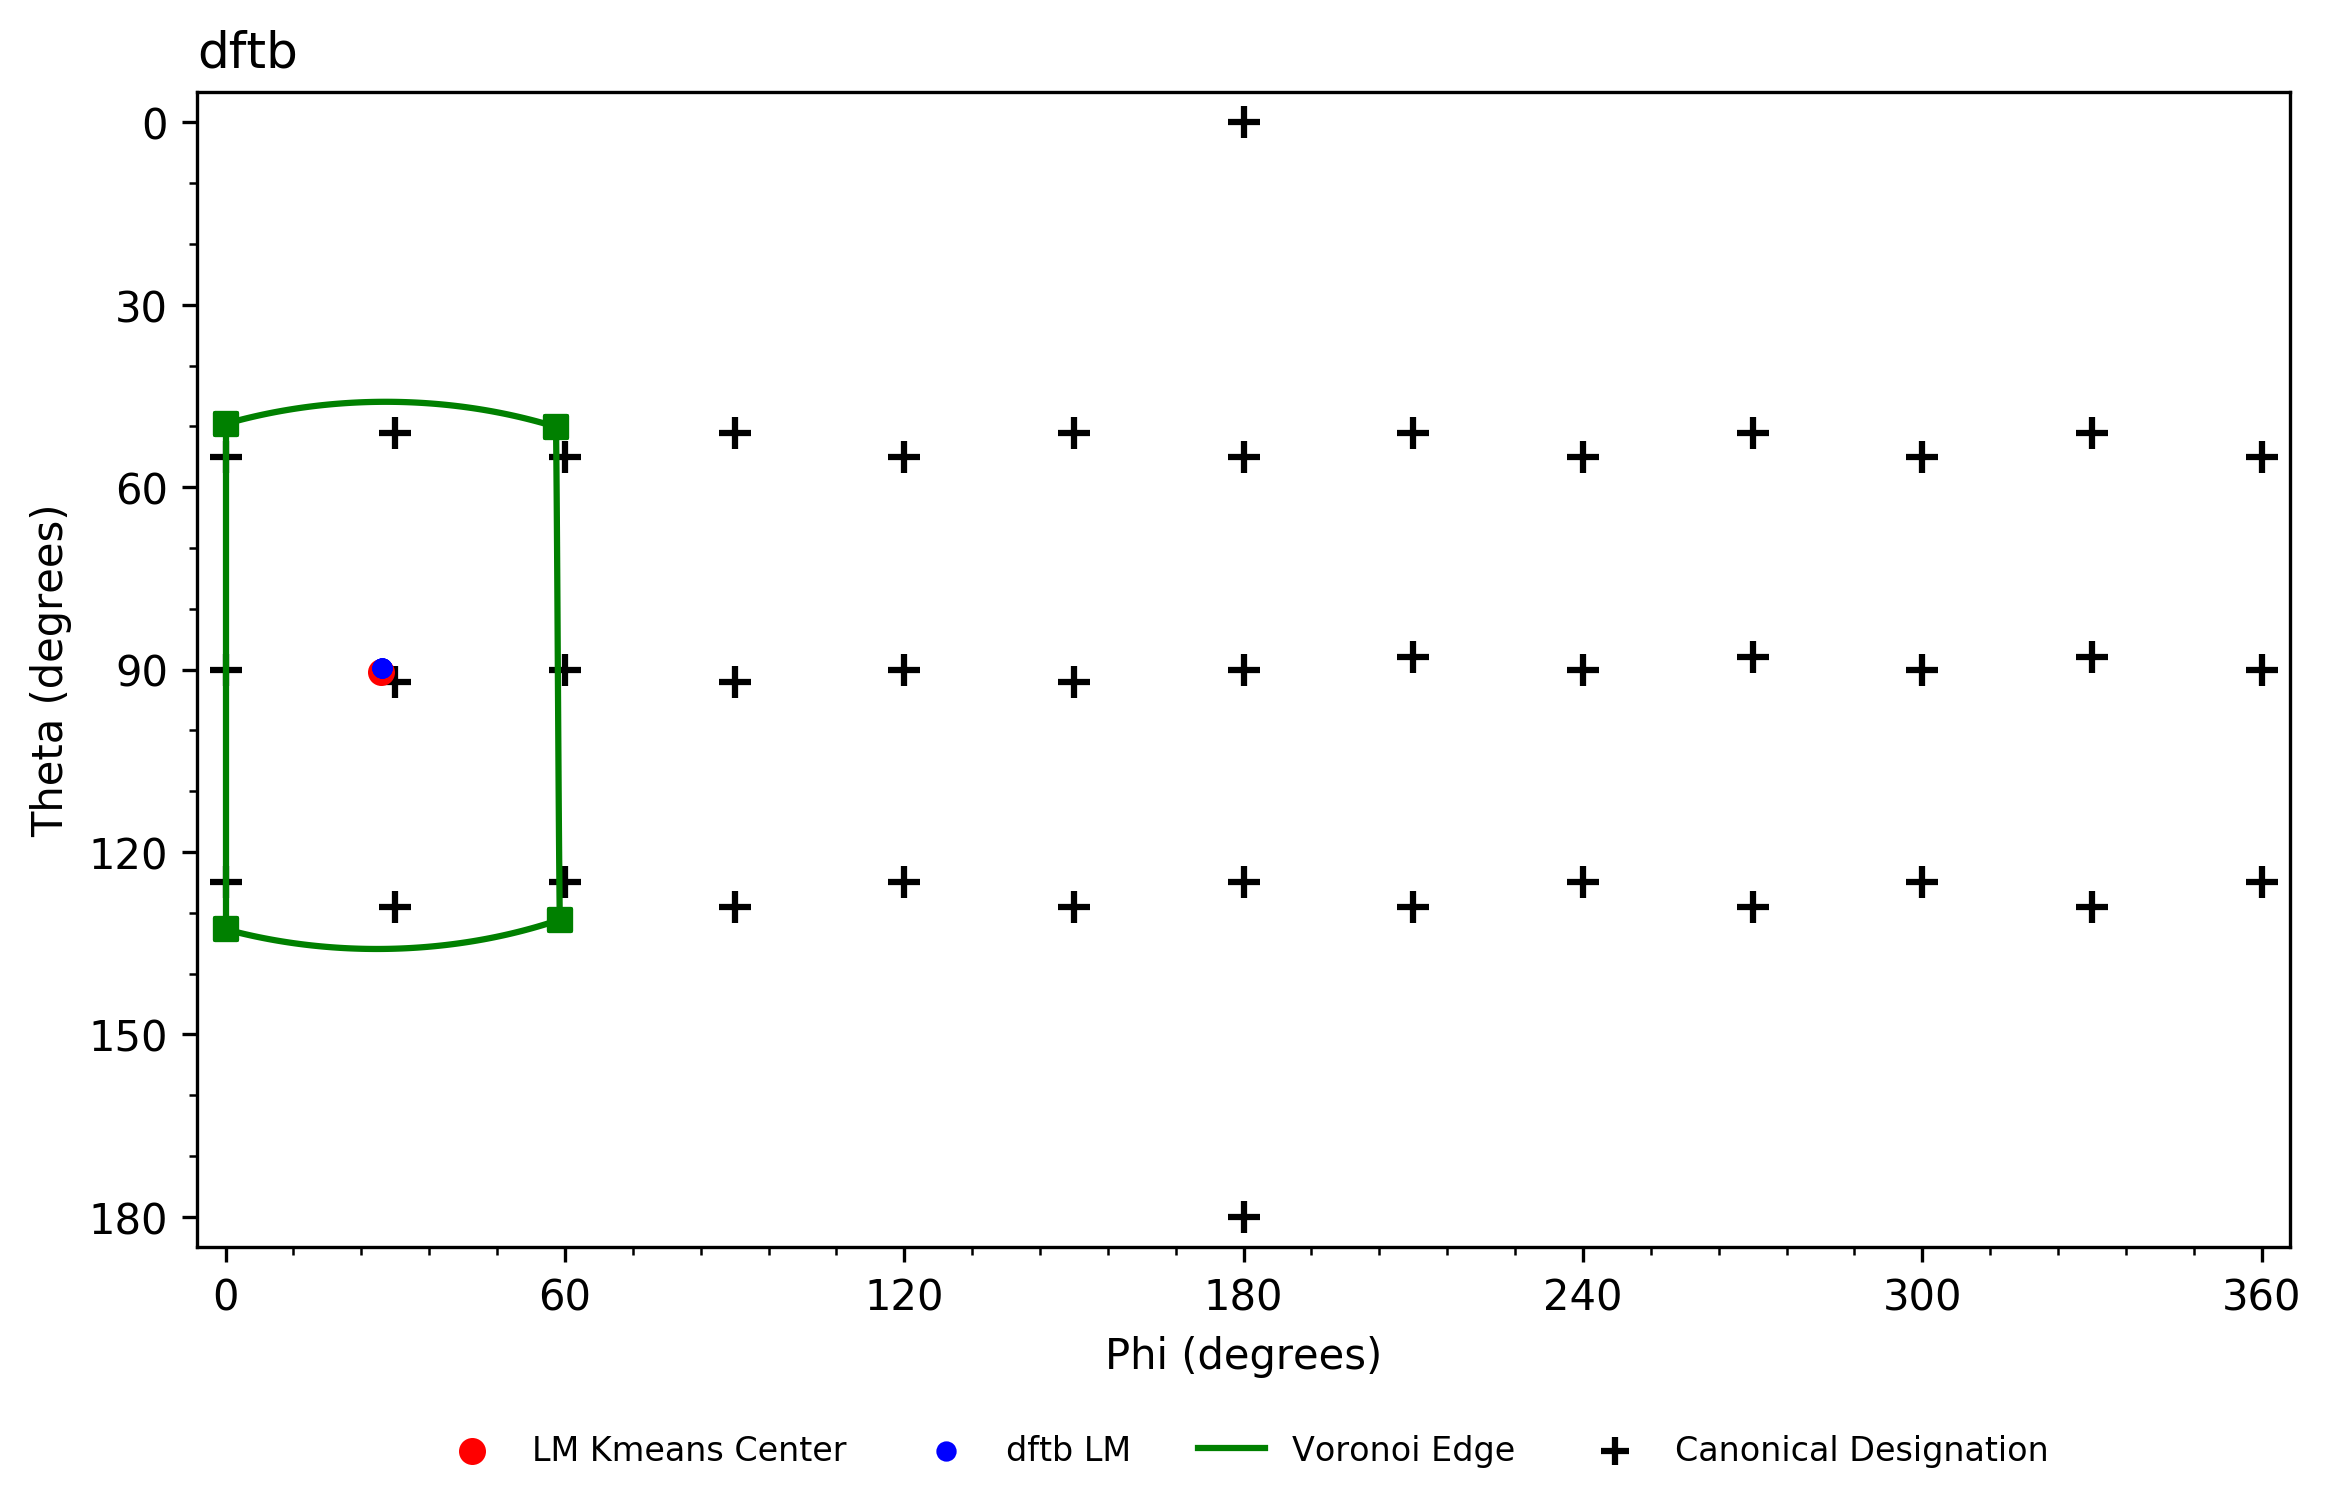 dftb
0
30
60
90
120
150
180
Theta (degrees)
0 60 120 180 240 300 360
Phi (degrees)
LM Kmeans Center dftb LM Voronoi Edge Canonical Designation